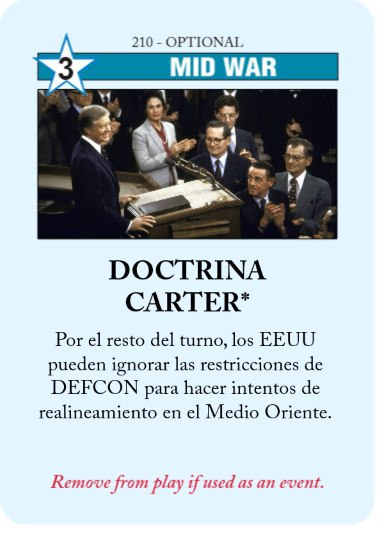 210 - OPTIONAL
3
MID WAR
DOCTRINA
CARTER*
Por el resto del turno, los EEUU
pueden ignorar las restricciones de
DEFCON para hacer intentos de
realineamiento en el Medio Oriente.
Remove from play if used as an event.